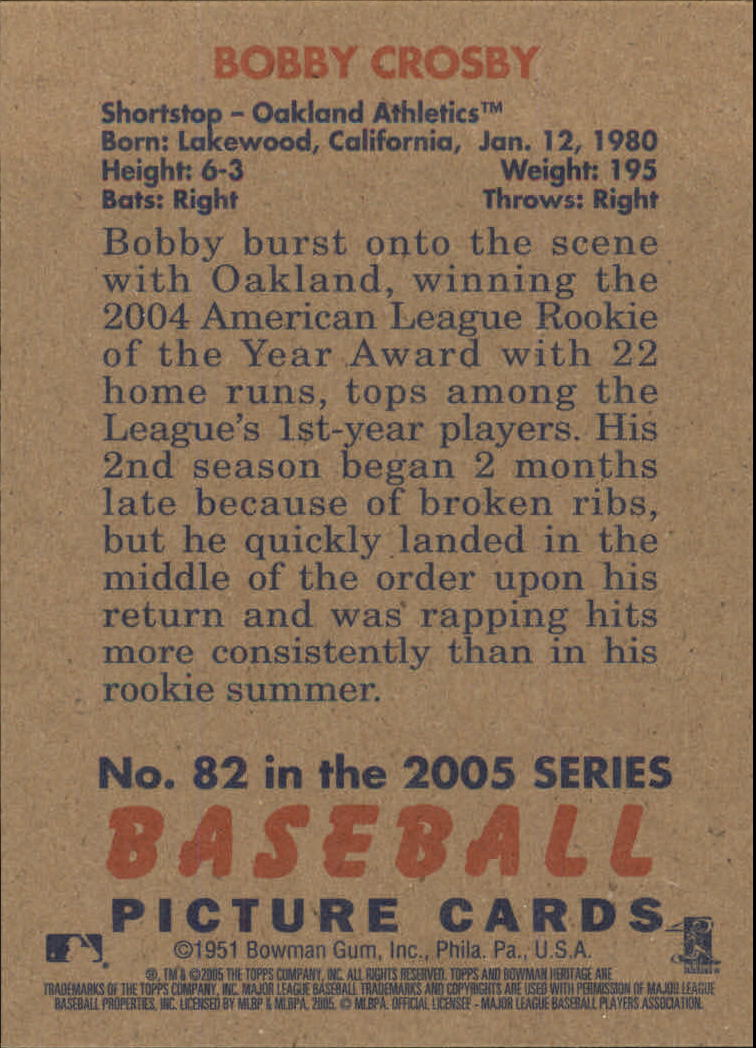 BOBBY CROSBY
Shortstop – Oakland Athletics™
Born: Lakewood, California, Jan. 12, 1980
Height: 6-3 Weight: 195
Bats: Right Throws: Right
Bobby burst onto the scene
with Oakland, winning the
2004 American League Rookie
of the Year Award with 22
home runs, tops among the
League's 1st-year players. His
2nd season began 2 months
late because of broken ribs,
but he quickly landed in the
middle of the order upon his
return and was rapping hits
more consistently than in his
rookie summer.
No. 82 in the 2005 SERIES
BASEBALL
PICTURE CARDS
©1951 Bowman Gum, Inc., Phila. Pa., U.S.A.
®, TM & ©2005 THE TOPPS COMPANY, INC. ALL RIGHTS RESERVED. TOPPS AND BOWMAN HERITAGE ARE
TRADEMARKS OF THE TOPPS COMPANY, INC. MAJOR LEAGUE BASEBALL TRADEMARKS AND COPYRIGHTS ARE USED WITH PERMISSION OF MAJOR LEAGUE
BASEBALL PROPERTIES, INC. LICENSED BY MLBP & MLBPA, 2005. © MLBPA. OFFICIAL LICENSEE - MAJOR LEAGUE BASEBALL PLAYERS ASSOCIATION.